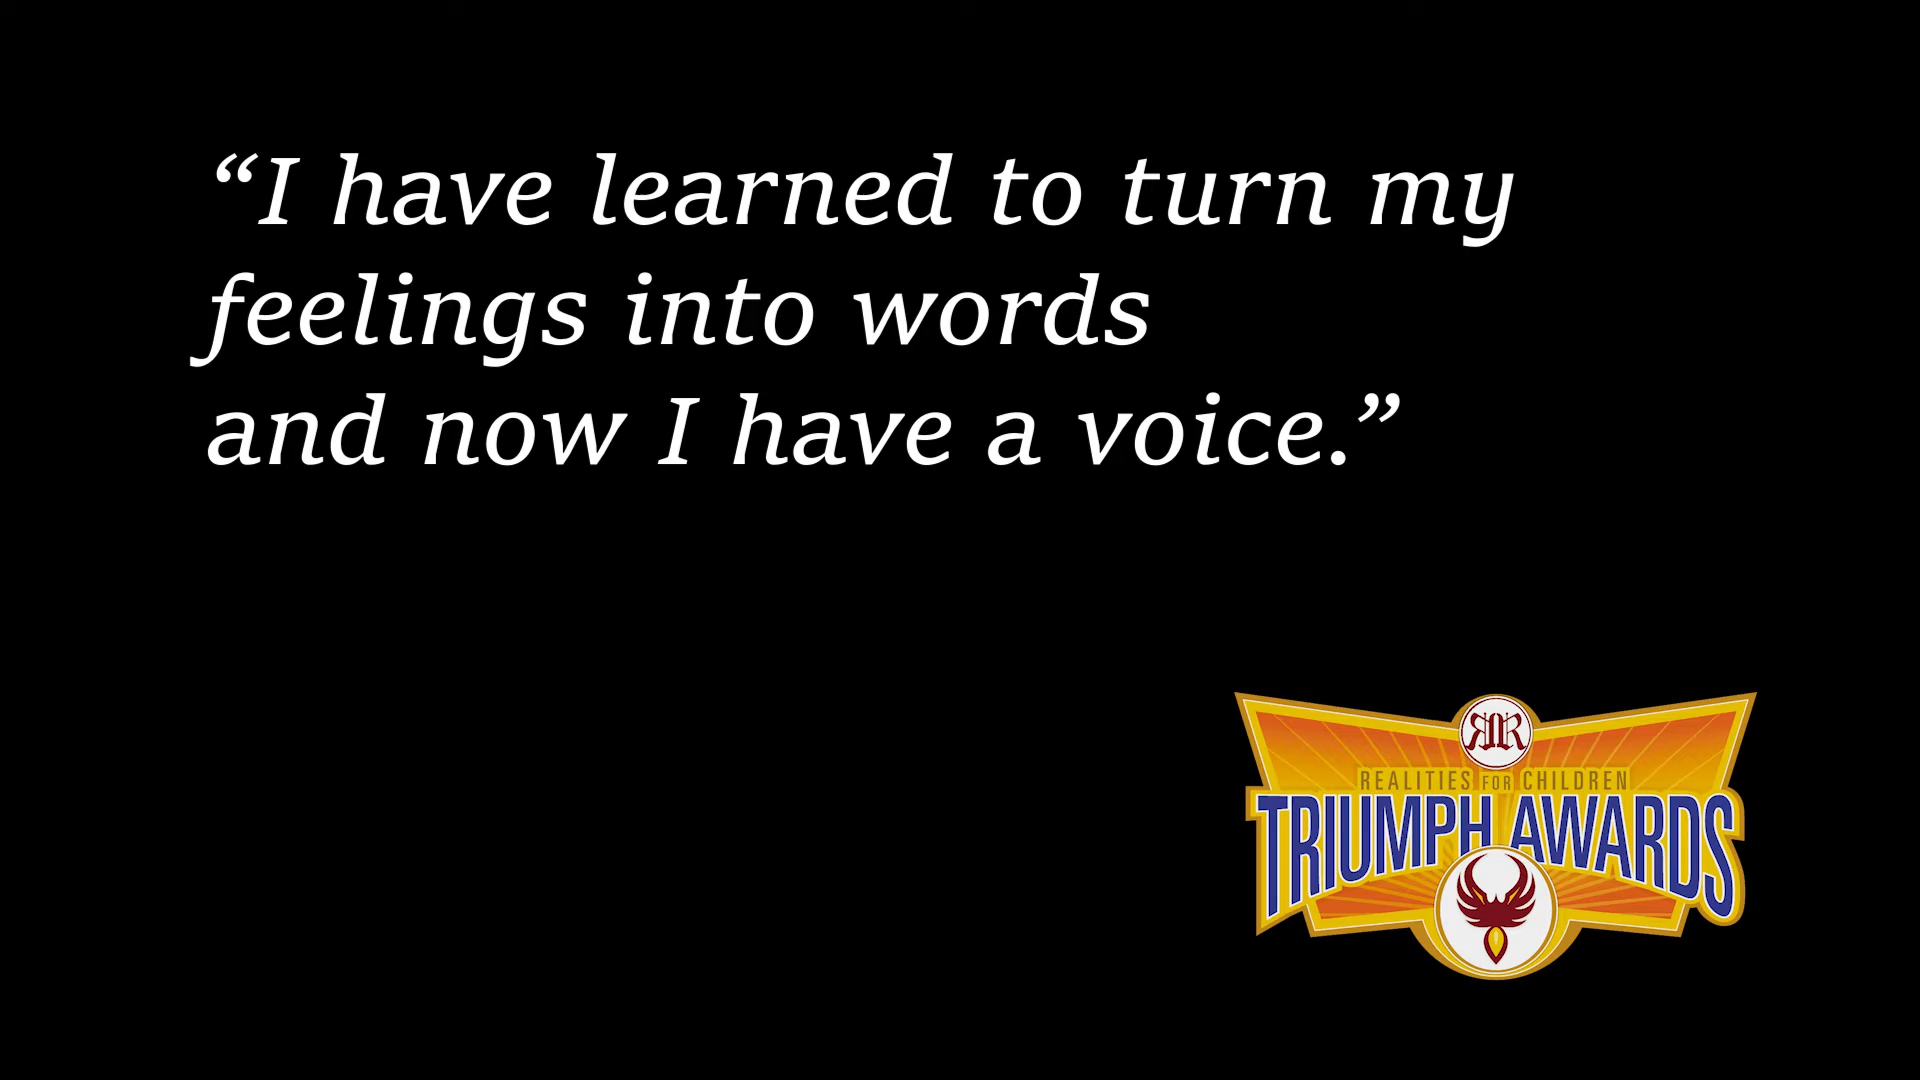 “I have learned to turn my
feelings into words
and now I have a voice.”
REALITIES FOR CHILDREN
TRIUMPH AWARDS